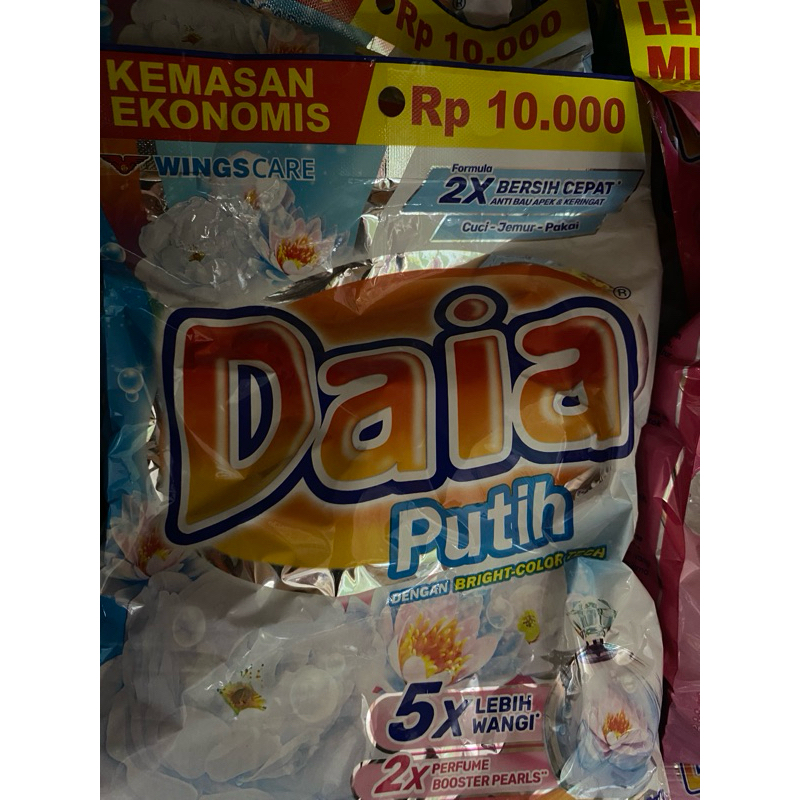 Rp 10.000
KEMASAN
EKONOMIS
Rp 10.000
WINGSCARE
Formula
2X BERSIH CEPAT*
ANTI BAU APEK & KERINGAT
Cuci - Jemur - Pakai
Daia®
Putih
DENGAN BRIGHT-COLOR TECH
5X LEBIH
WANGI*
2X PERFUME
BOOSTER PEARLS**